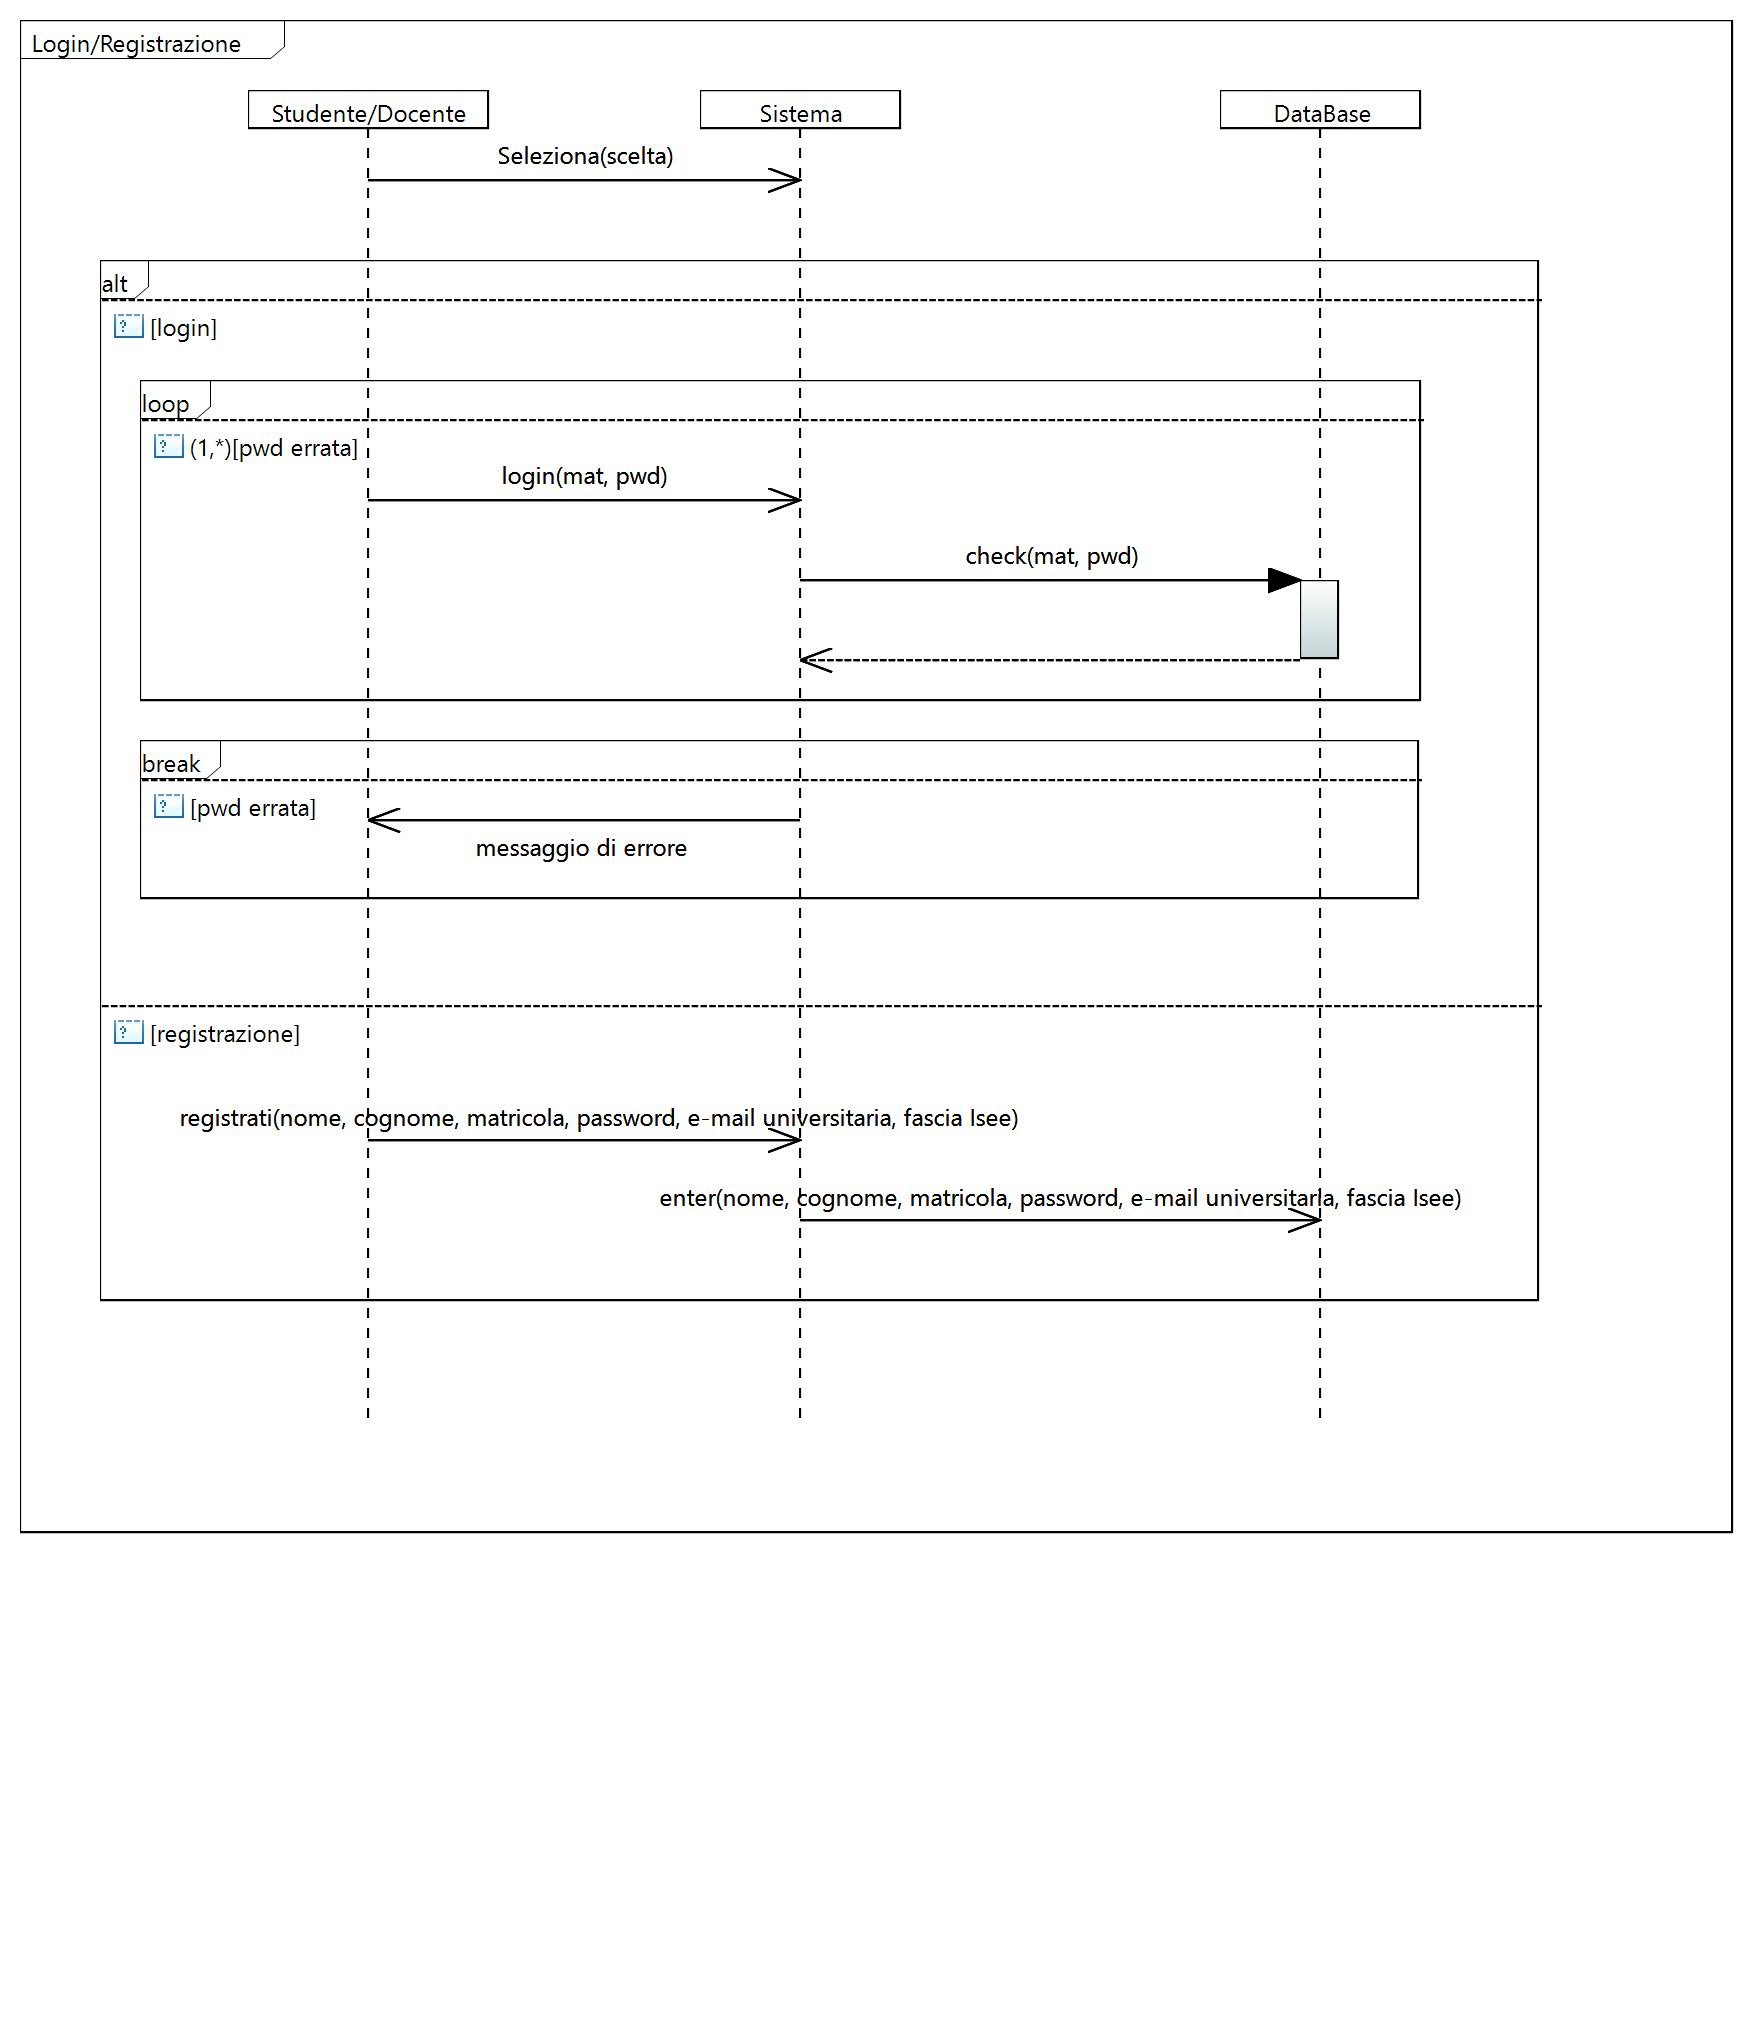 Login/Registrazione
Studente/Docente
Sistema
DataBase
Seleziona(scelta)
alt
? [login]
loop
? (1,*)[pwd errata]
login(mat, pwd)
check(mat, pwd)
break
? [pwd errata]
messaggio di errore
? [registrazione]
registrati(nome, cognome, matricola, password, e-mail universitaria, fascia Isee)
enter(nome, cognome, matricola, password, e-mail universitaria, fascia Isee)